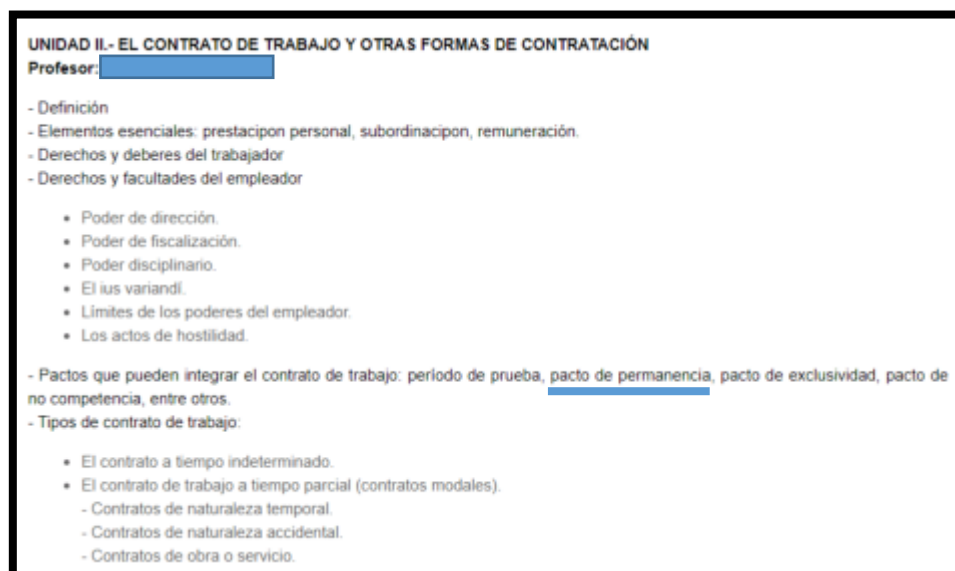 UNIDAD II.- EL CONTRATO DE TRABAJO Y OTRAS FORMAS DE CONTRATACIÓN
Profesor:
- Definición
- Elementos esenciales: prestacipon personal, subordinacipon, remuneración.
- Derechos y deberes del trabajador
- Derechos y facultades del empleador
• Poder de dirección.
• Poder de fiscalización.
• Poder disciplinario.
• El ius variandí.
• Límites de los poderes del empleador.
• Los actos de hostilidad.
- Pactos que pueden integrar el contrato de trabajo: período de prueba, pacto de permanencia, pacto de exclusividad, pacto de
no competencia, entre otros.
- Tipos de contrato de trabajo:
• El contrato a tiempo indeterminado.
• El contrato de trabajo a tiempo parcial (contratos modales).
- Contratos de naturaleza temporal.
- Contratos de naturaleza accidental.
- Contratos de obra o servicio.